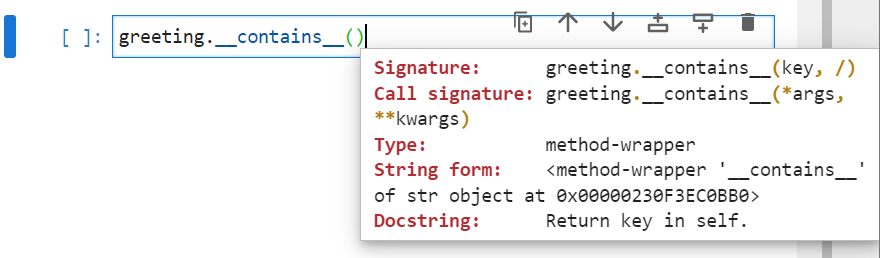 [ ]: greeting.__contains__()
Signature: greeting.__contains__(key, /)
Call signature: greeting.__contains__(*args,
**kwargs)
Type: method-wrapper
String form: <method-wrapper '__contains__'
of str object at 0x00000230F3EC0BB0>
Docstring: Return key in self.